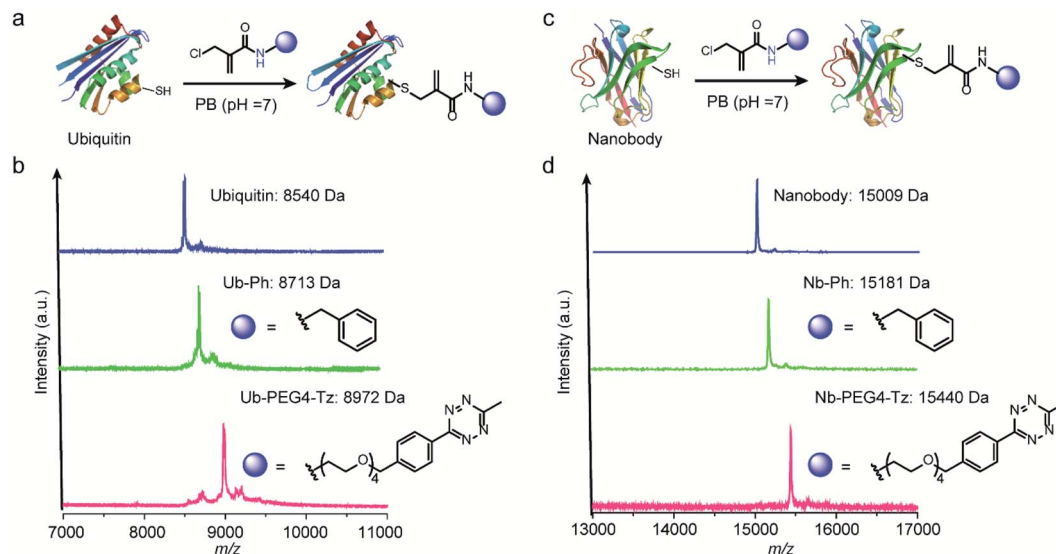 a
Cl
O
N
H
SH
PB (pH =7)
S
O
H
N
Ubiquitin
c
Cl
O
N
H
SH
PB (pH =7)
S
O
H
N
Nanobody
b
Intensity (a.u.)
Ubiquitin: 8540 Da
Ub-Ph: 8713 Da
=
Ub-PEG4-Tz: 8972 Da
N
N
N
N
=
O
4
7000 8000 9000 10000 11000
m/z
d
Intensity (a.u.)
Nanobody: 15009 Da
Nb-Ph: 15181 Da
=
Nb-PEG4-Tz: 15440 Da
N
N
N
N
=
O
4
13000 14000 15000 16000 17000
m/z